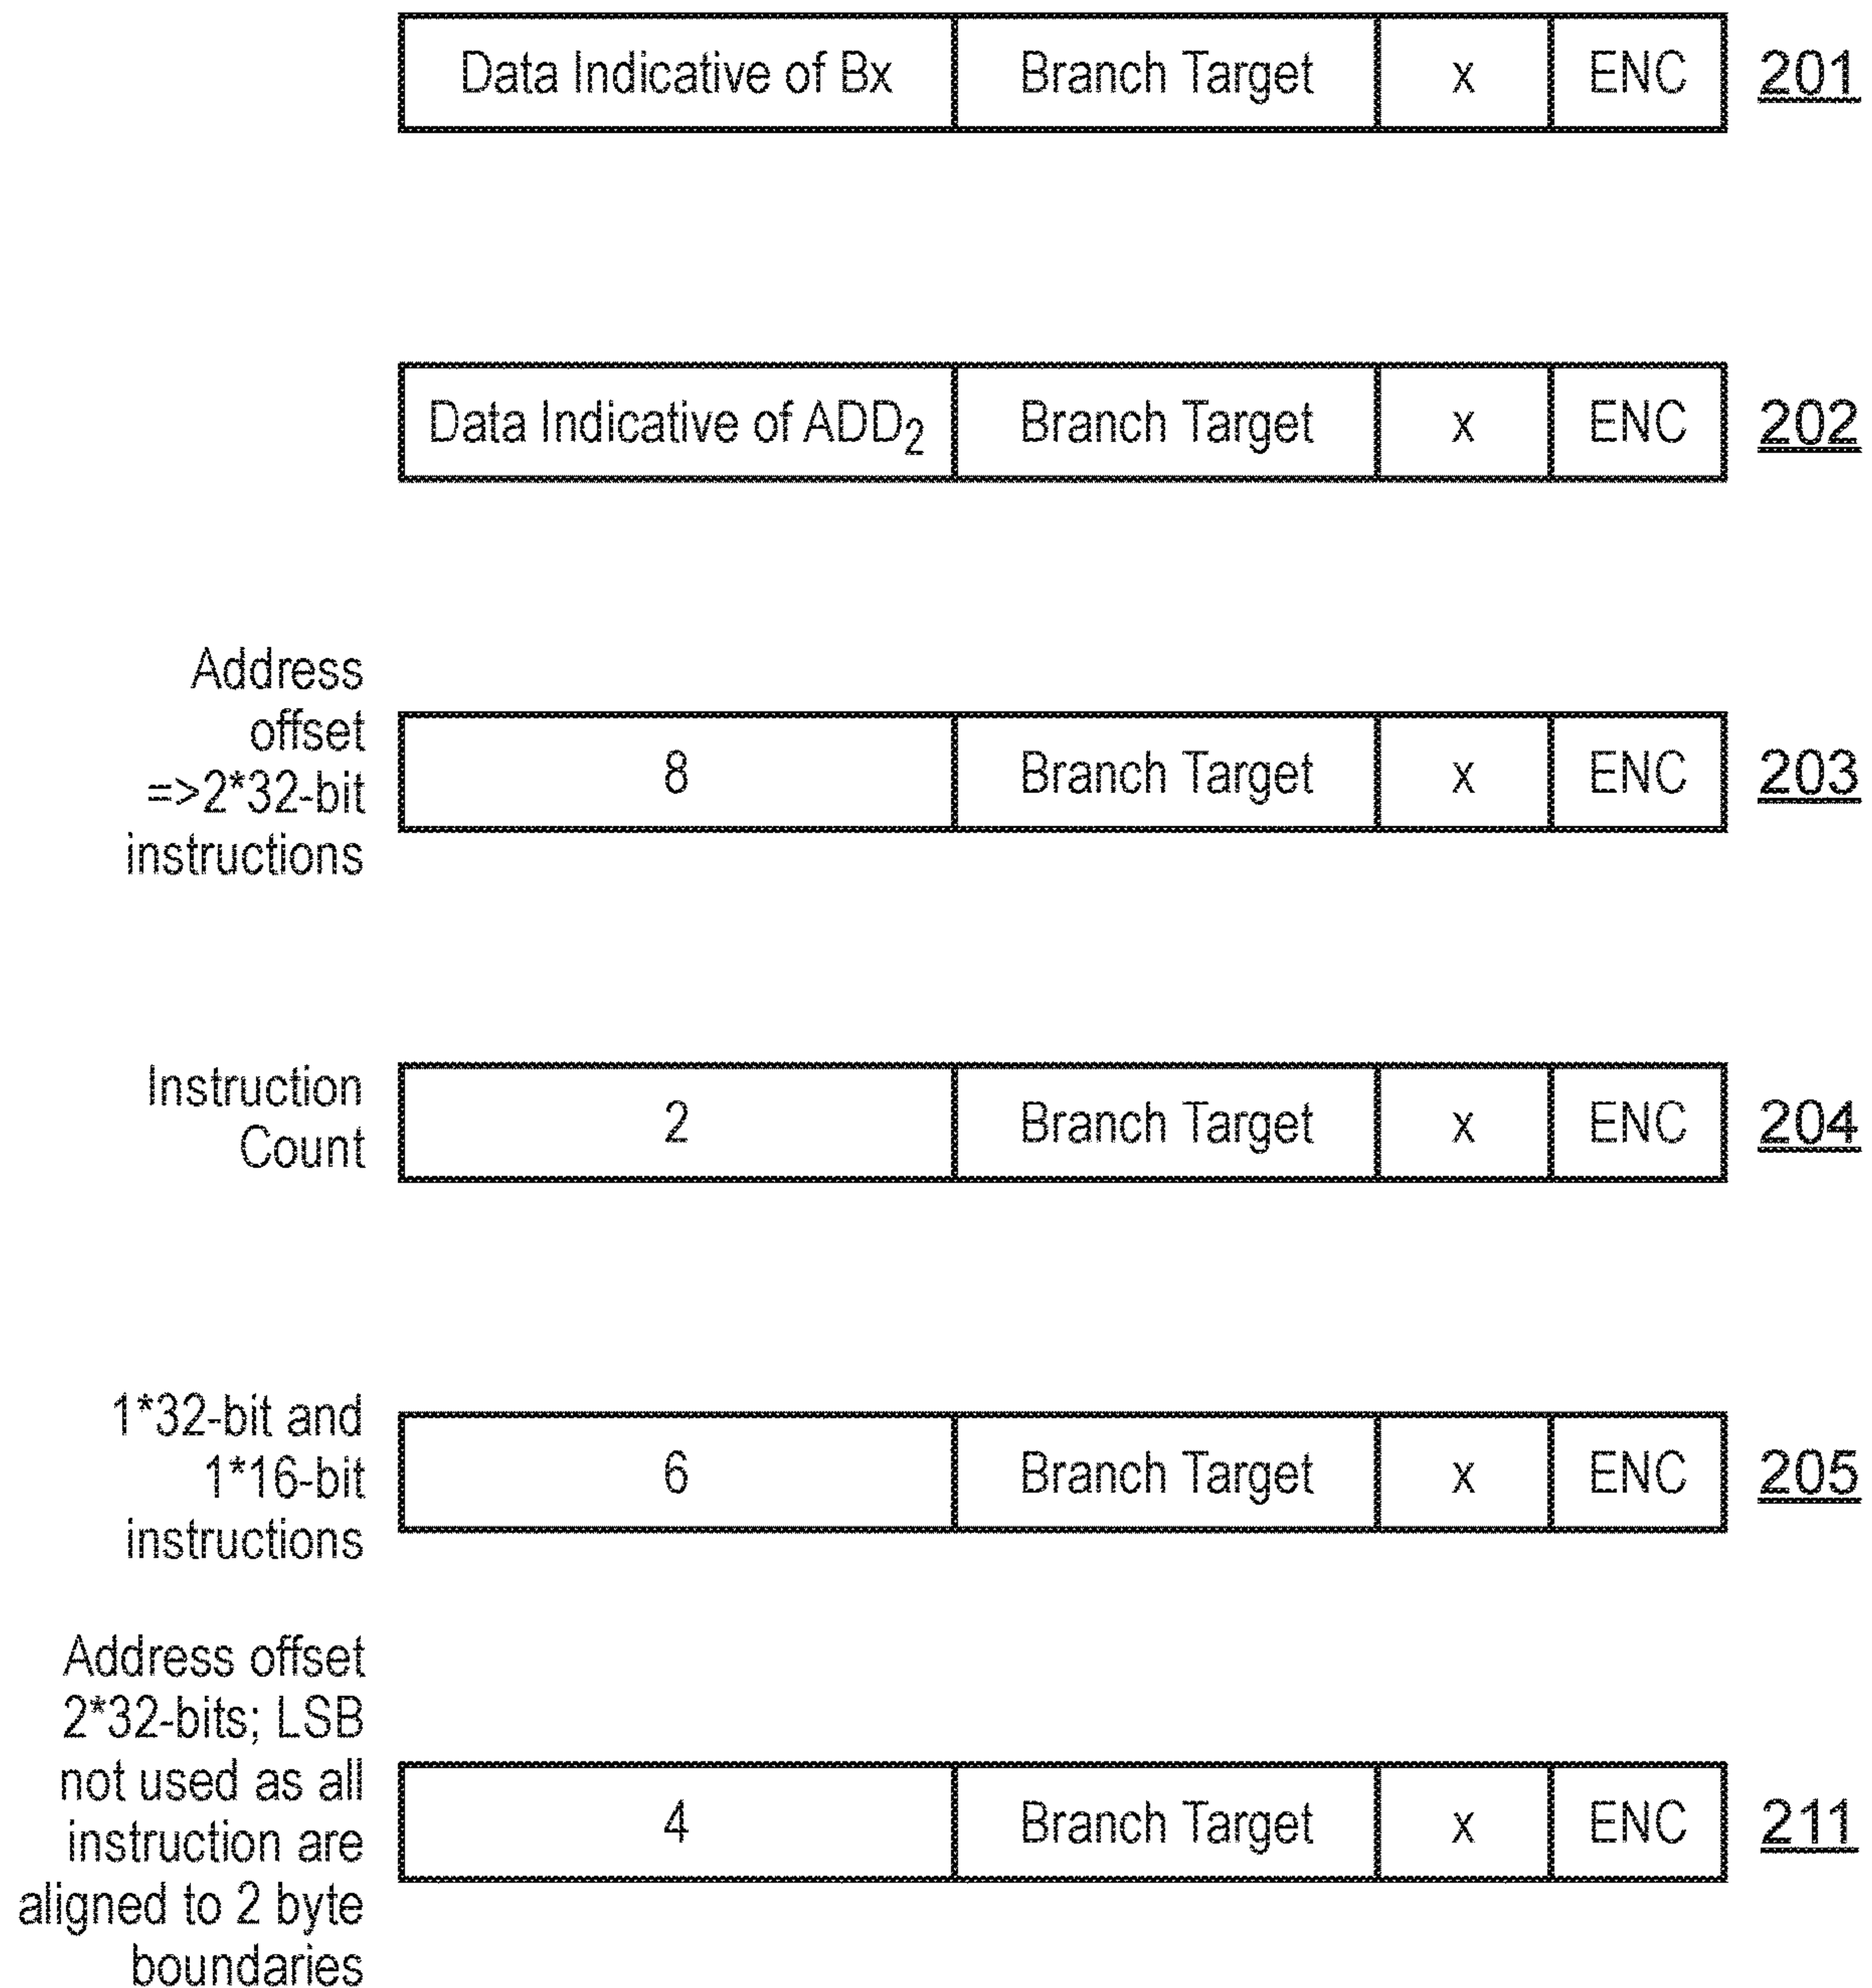 Data Indicative of Bx Branch Target x ENC 201
Data Indicative of ADD2 Branch Target x ENC 202
Address
offset
=>2*32-bit
instructions
8 Branch Target x ENC 203
Instruction
Count
2 Branch Target x ENC 204
1*32-bit and
1*16-bit
instructions
6 Branch Target x ENC 205
Address offset
2*32-bits; LSB
not used as all
instruction are
aligned to 2 byte
boundaries
4 Branch Target x ENC 211